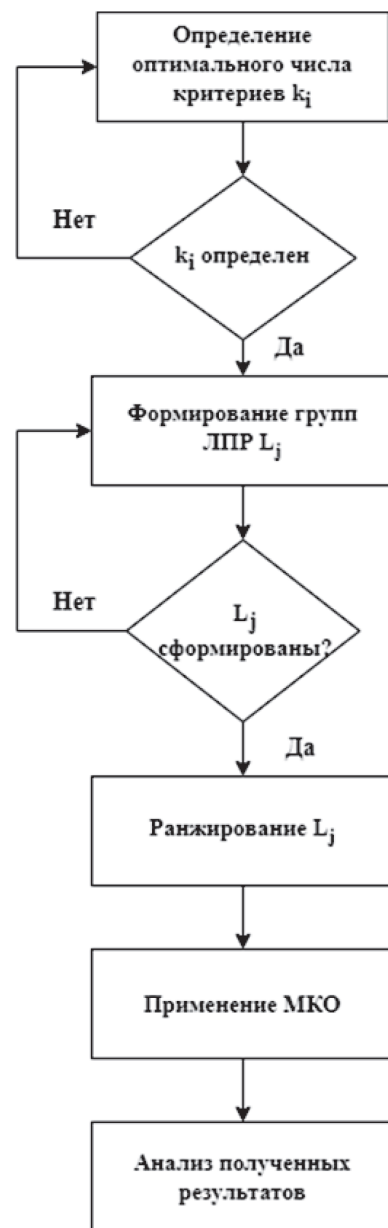 Определение
оптимального числа
критериев ki
Нет
ki определен
Да
Формирование групп
ЛПР Lj
Нет
Lj
сформированы?
Да
Ранжирование Lj
Применение МКО
Анализ полученных
результатов